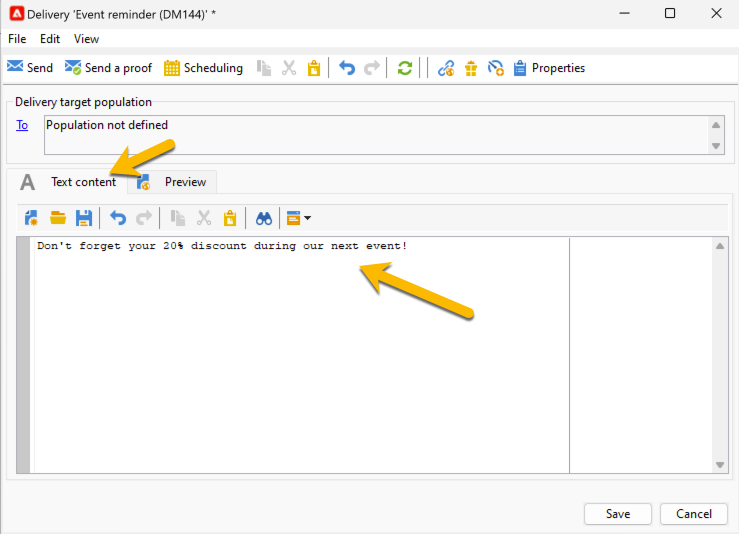 Delivery 'Event reminder (DM144)' *
File Edit View
Send Send a proof Scheduling Properties
Delivery target population
To Population not defined
A Text content Preview
Don't forget your 20% discount during our next event!
Save Cancel